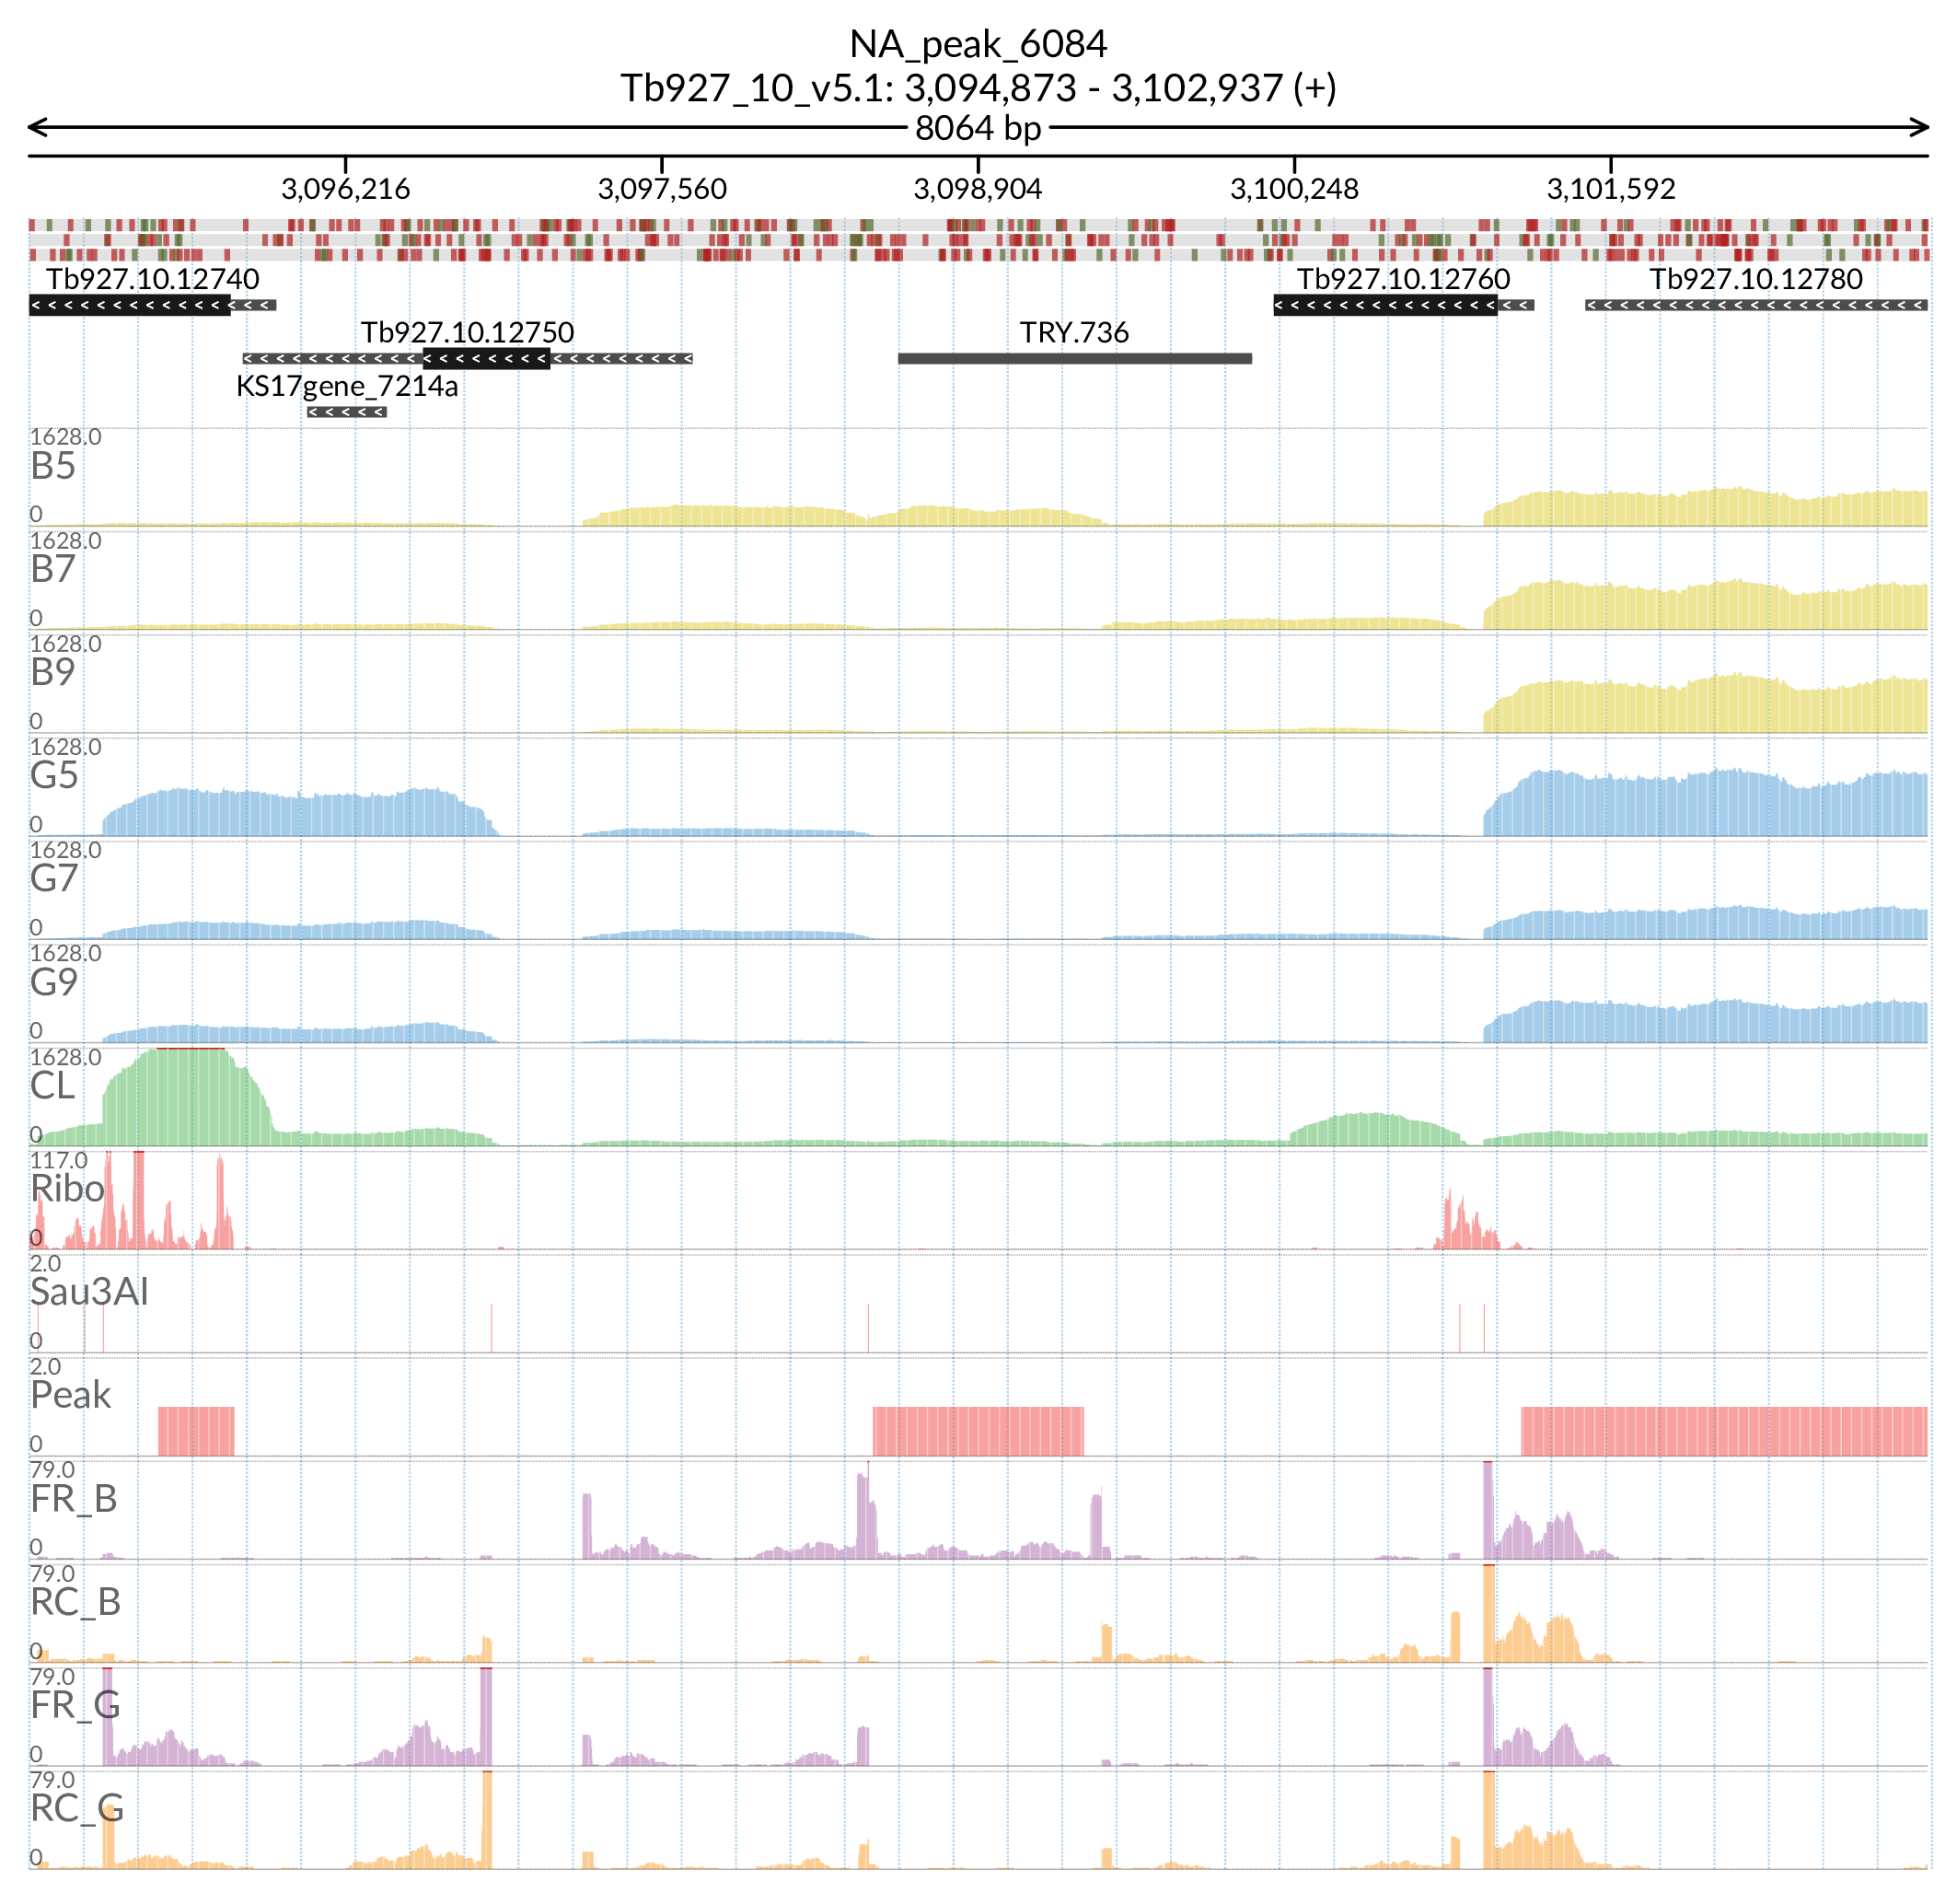 NA_peak_6084
Tb927_10_v5.1: 3,094,873 - 3,102,937 (+)
8064 bp
3,096,216 3,097,560 3,098,904 3,100,248 3,101,592
Tb927.10.12740 Tb927.10.12760 Tb927.10.12780
Tb927.10.12750 TRY.736
KS17gene_7214a
1628.0
B5
0
1628.0
B7
0
1628.0
B9
0
1628.0
G5
0
1628.0
G7
0
1628.0
G9
0
1628.0
CL
0
117.0
Ribo
0
2.0
Sau3AI
0
2.0
Peak
0
79.0
FR_B
0
79.0
RC_B
0
79.0
FR_G
0
79.0
RC_G
0